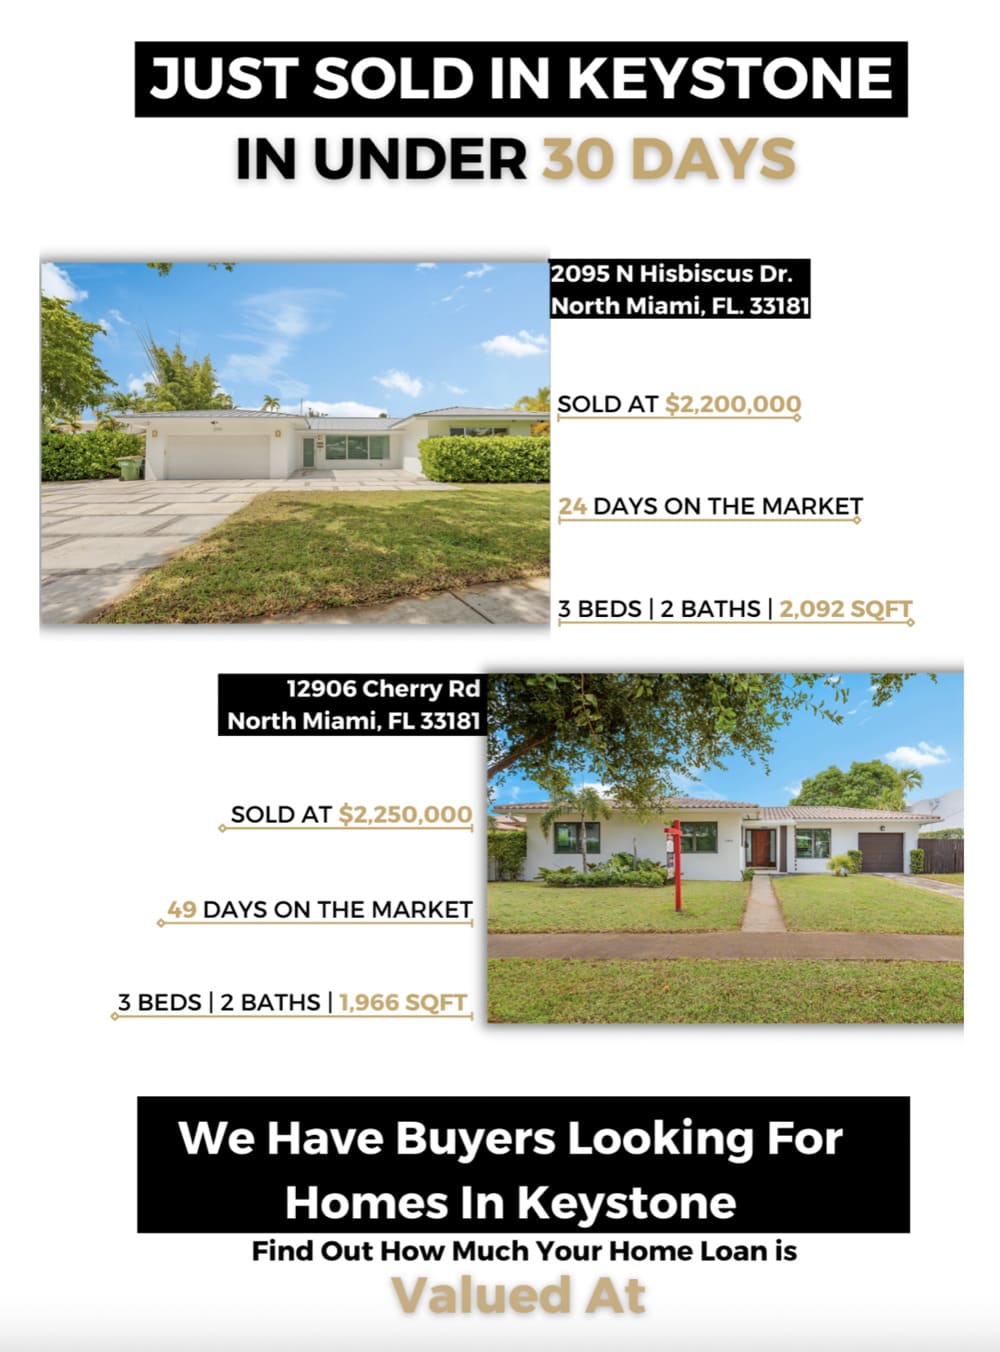 JUST SOLD IN KEYSTONE
IN UNDER 30 DAYS
2095 N Hisbiscus Dr.
North Miami, FL. 33181
SOLD AT $2,200,000
24 DAYS ON THE MARKET
3 BEDS | 2 BATHS | 2,092 SQFT
12906 Cherry Rd
North Miami, FL 33181
SOLD AT $2,250,000
49 DAYS ON THE MARKET
3 BEDS | 2 BATHS | 1,966 SQFT
We Have Buyers Looking For
Homes In Keystone
Find Out How Much Your Home Loan is
Valued At